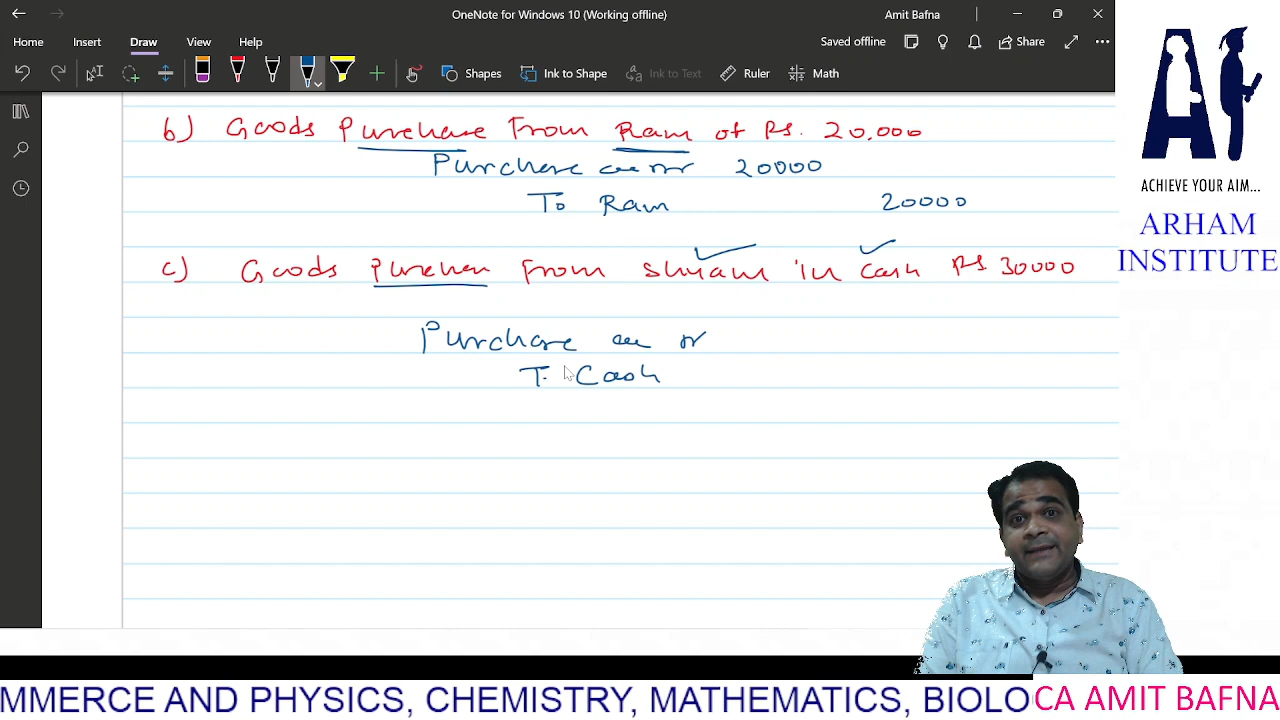 OneNote for Windows 10 (Working offline)
Amit Bafna
Home Insert Draw View Help
Saved offline
Share
Shapes Ink to Shape Ink to Text Ruler Math
b) Goods Purchase From Ram of Rs. 20,000
Purchase 20000
To Ram 20000
c) Goods From Shyam in cash Rs 30000
Purchase
To Cash
AI
ACHIEVE YOUR AIM...
ARHAM
INSTITUTE
MMERCE AND PHYSICS, CHEMISTRY, MATHEMATICS, BIOLO
CA AMIT BAFNA